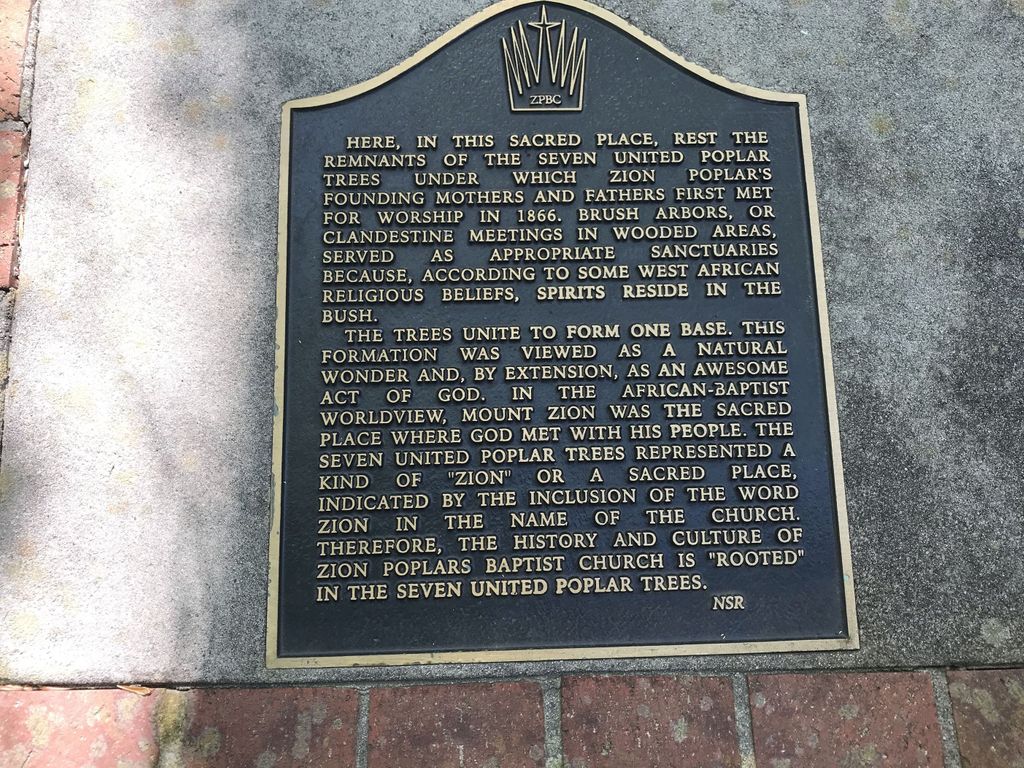 ZPBC
HERE, IN THIS SACRED PLACE, REST THE
REMNANTS OF THE SEVEN UNITED POPLAR
TREES UNDER WHICH ZION POPLAR'S
FOUNDING MOTHERS AND FATHERS FIRST MET
FOR WORSHIP IN 1866. BRUSH ARBORS, OR
CLANDESTINE MEETINGS IN WOODED AREAS,
SERVED AS APPROPRIATE SANCTUARIES
BECAUSE, ACCORDING TO SOME WEST AFRICAN
RELIGIOUS BELIEFS, SPIRITS RESIDE IN THE
BUSH.
THE TREES UNITE TO FORM ONE BASE. THIS
FORMATION WAS VIEWED AS A NATURAL
WONDER AND, BY EXTENSION, AS AN AWESOME
ACT OF GOD. IN THE AFRICAN-BAPTIST
WORLDVIEW, MOUNT ZION WAS THE SACRED
PLACE WHERE GOD MET WITH HIS PEOPLE. THE
SEVEN UNITED POPLAR TREES REPRESENTED A
KIND OF "ZION" OR A SACRED PLACE,
INDICATED BY THE INCLUSION OF THE WORD
ZION IN THE NAME OF THE CHURCH.
THEREFORE, THE HISTORY AND CULTURE OF
ZION POPLARS BAPTIST CHURCH IS "ROOTED"
IN THE SEVEN UNITED POPLAR TREES.
NSR